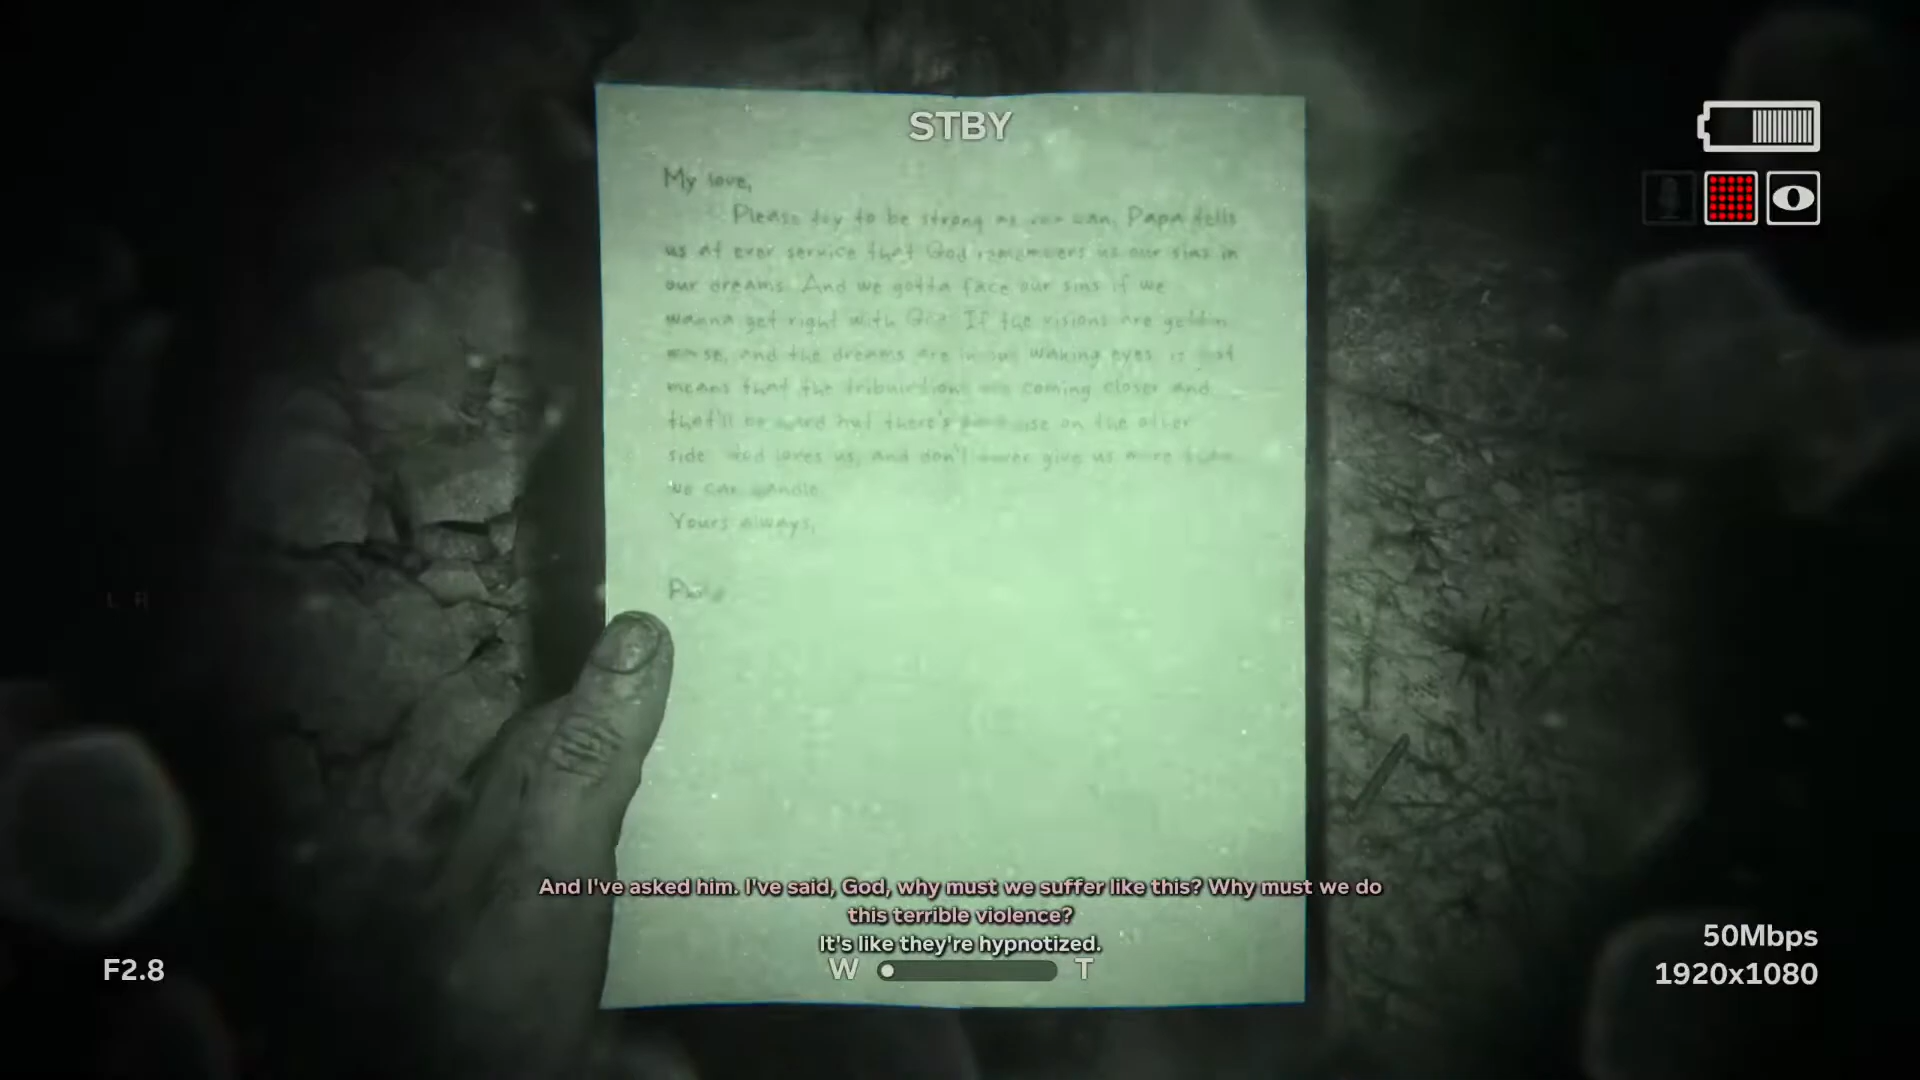 STBY
My love,
Please try to be strong as you can. Papa tells
us at ever service that God remembers us our sins in
our dreams. And we gotta face our sins if we
wanna get right with God. If the visions are gettin
worse, and the dreams are in our waking eyes it just
means that the tribulations are coming closer and
that'll be hard but there's paradise on the other
side. God loves us, and don't never give us more than
we can handle
Yours always,
And I've asked him. I've said, God, why must we suffer like this? Why must we do
this terrible violence?
It's like they're hypnotized.
W T
F2.8
50Mbps
1920x1080